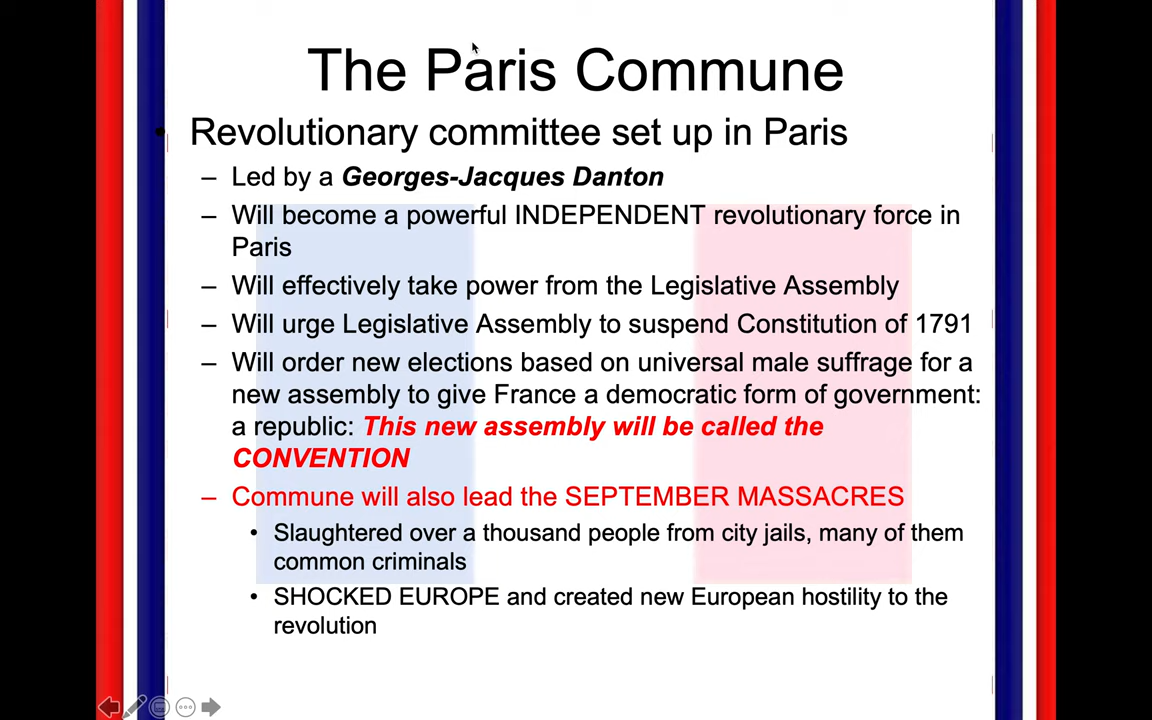 The Paris Commune
• Revolutionary committee set up in Paris
– Led by a Georges-Jacques Danton
– Will become a powerful INDEPENDENT revolutionary force in
Paris
– Will effectively take power from the Legislative Assembly
– Will urge Legislative Assembly to suspend Constitution of 1791
– Will order new elections based on universal male suffrage for a
new assembly to give France a democratic form of government:
a republic: This new assembly will be called the
CONVENTION
– Commune will also lead the SEPTEMBER MASSACRES
• Slaughtered over a thousand people from city jails, many of them
common criminals
• SHOCKED EUROPE and created new European hostility to the
revolution